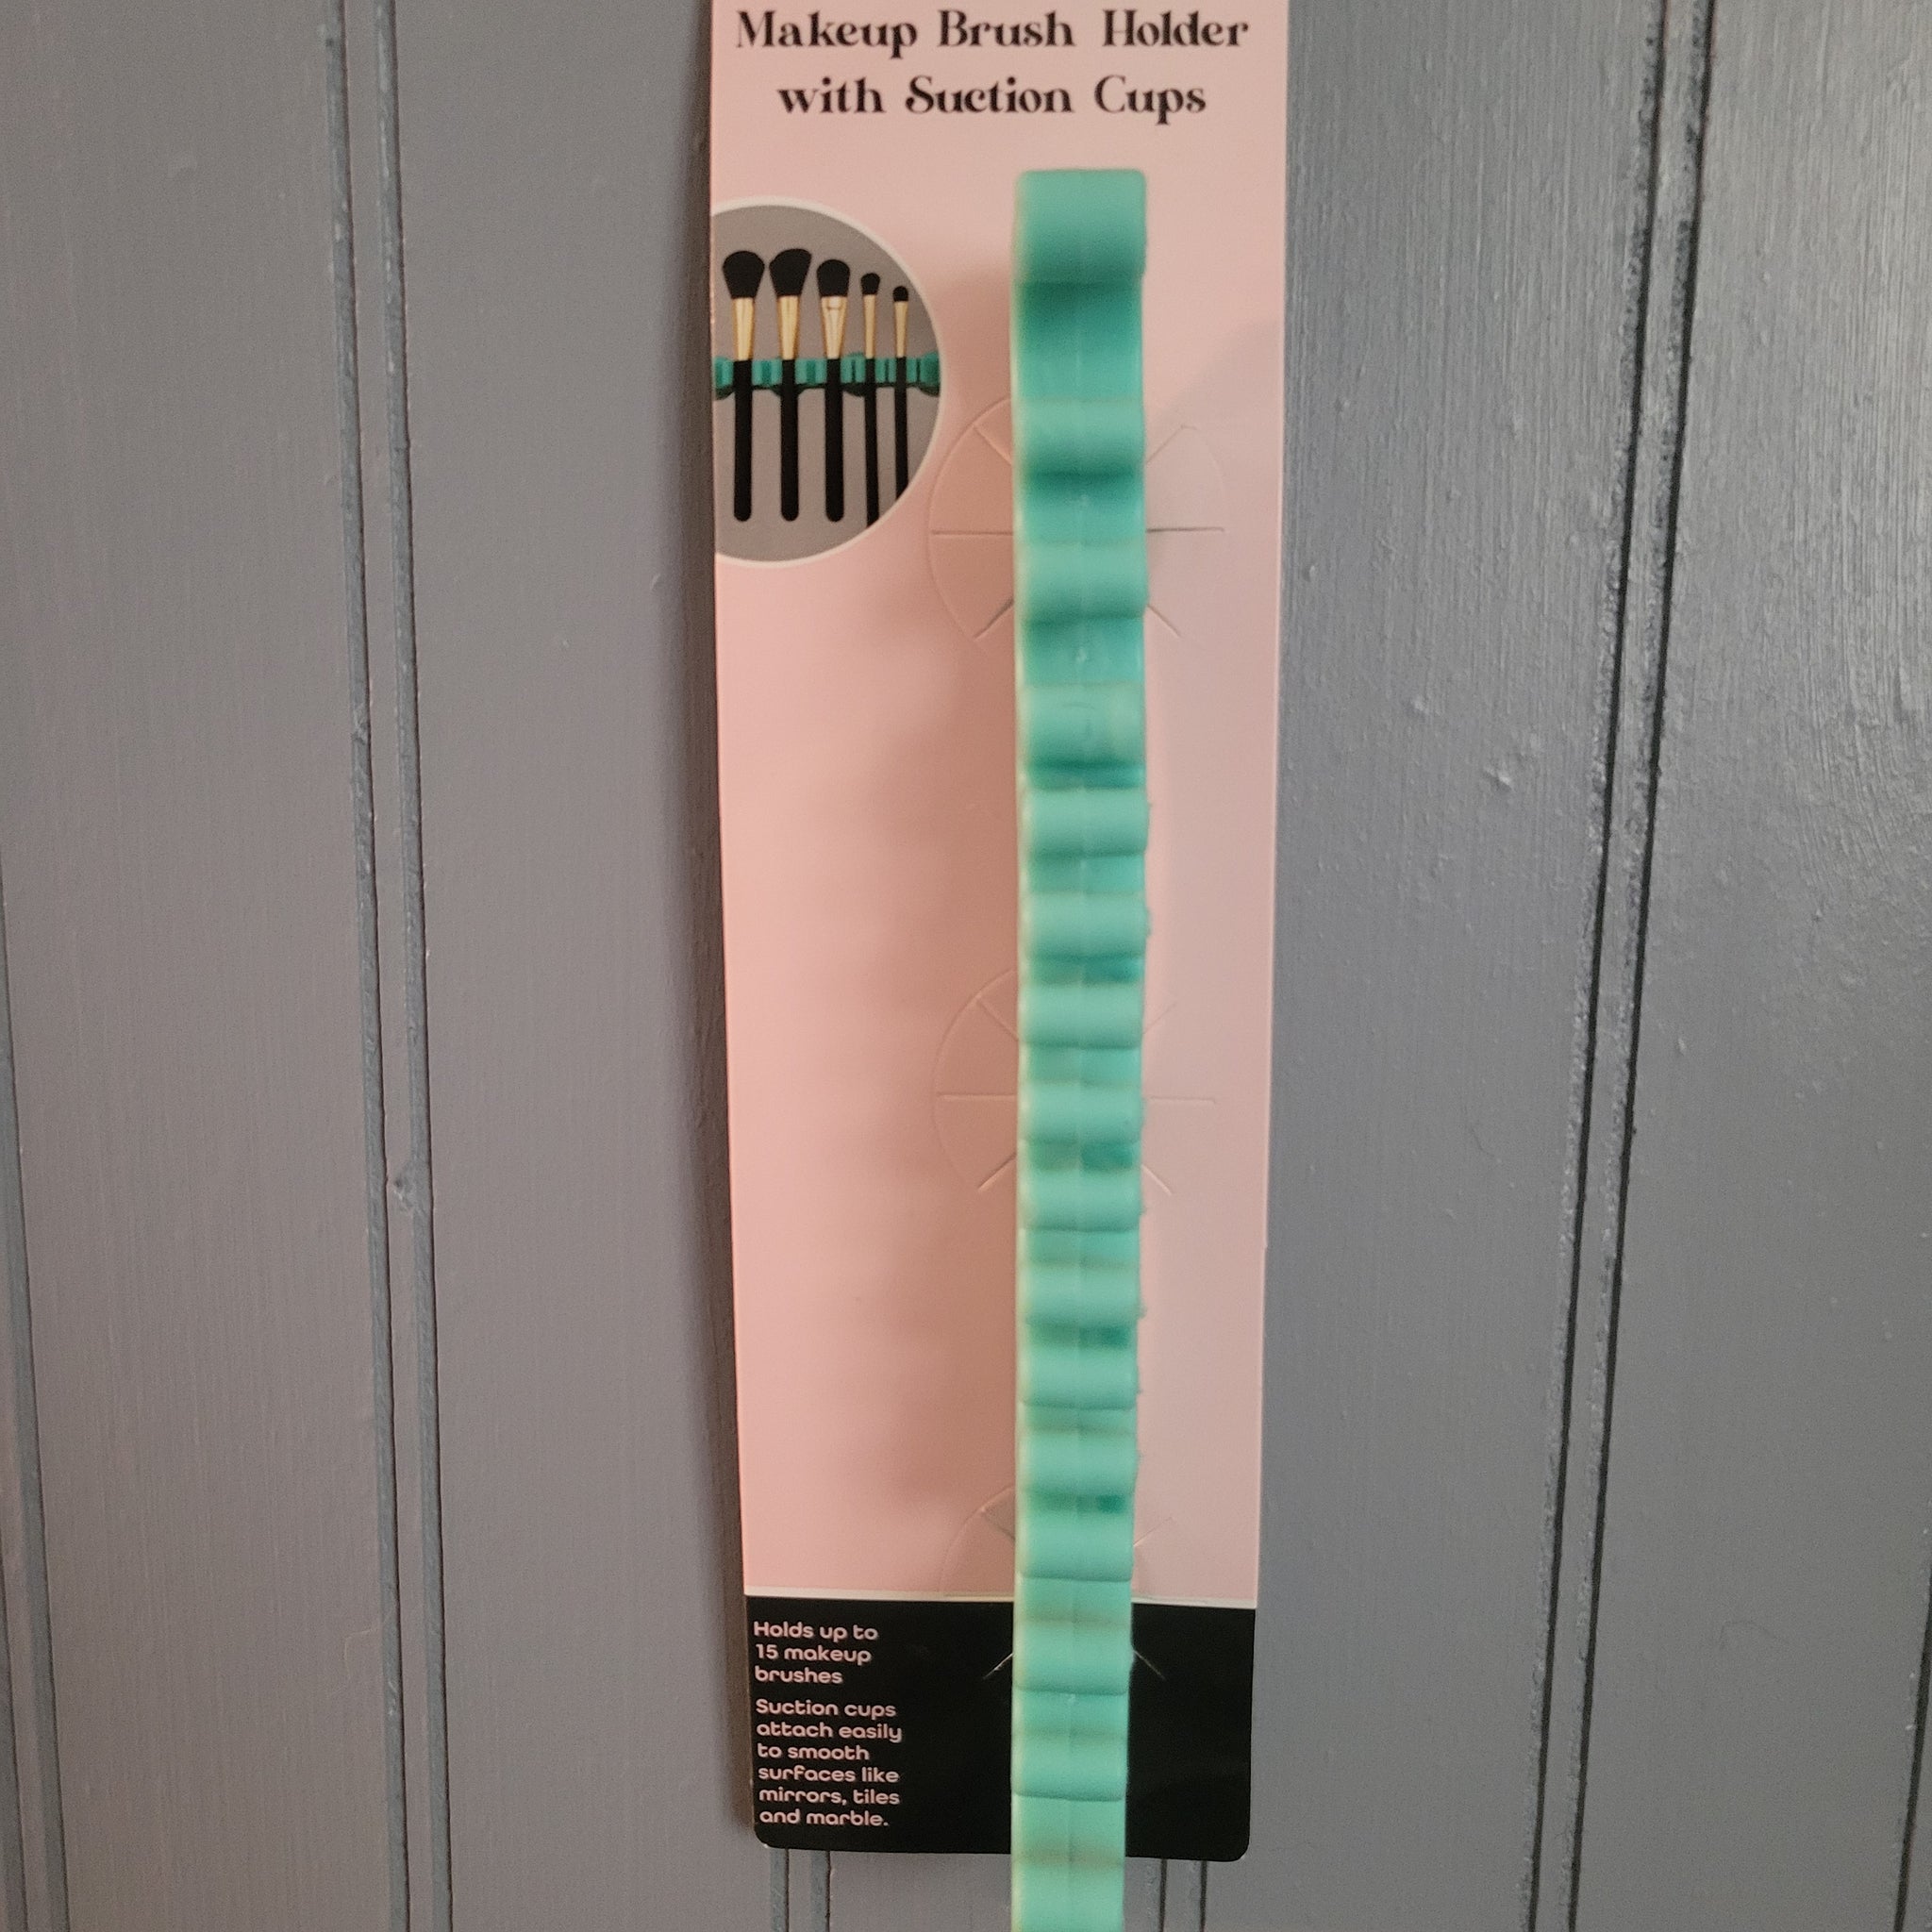 Makeup Brush Holder
with Suction Cups
Holds up to
15 makeup
brushes
Suction cups
attach easily
to smooth
surfaces like
mirrors, tiles
and marble.